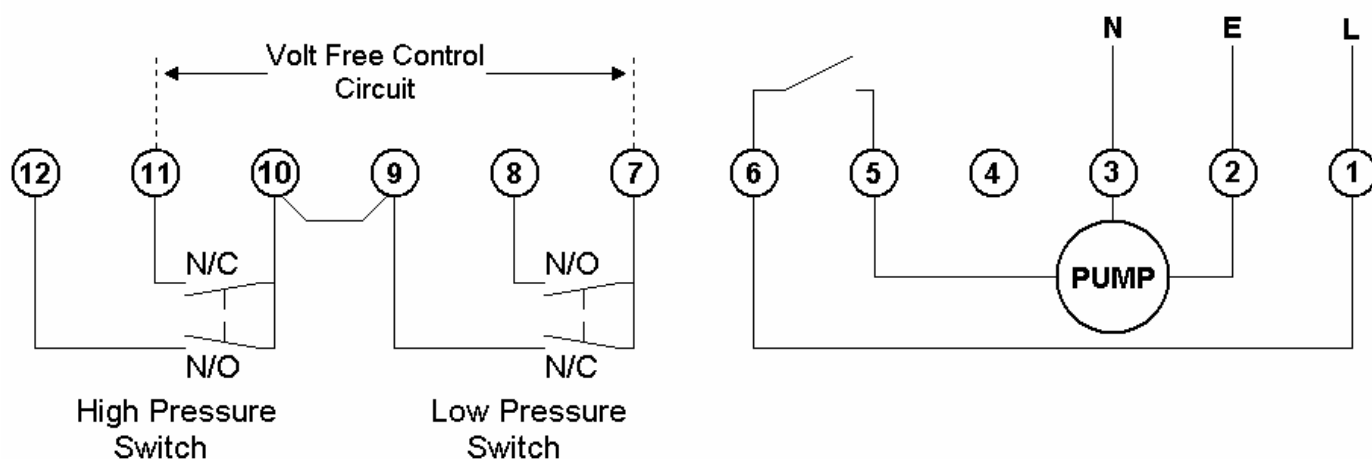 N E L
Volt Free Control
Circuit
12 11 10 9 8 7 6 5 4 3 2 1
N/C N/O
PUMP
N/O N/C
High Pressure Low Pressure
Switch Switch